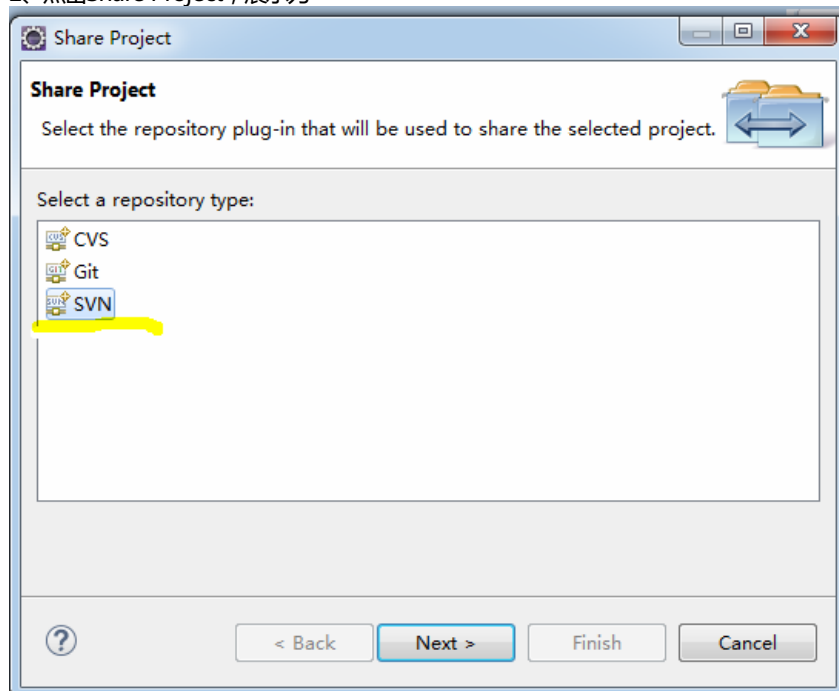 Share Project
Share Project
Select the repository plug-in that will be used to share the selected project.
Select a repository type:
CVS
Git
SVN
< Back Next > Finish Cancel